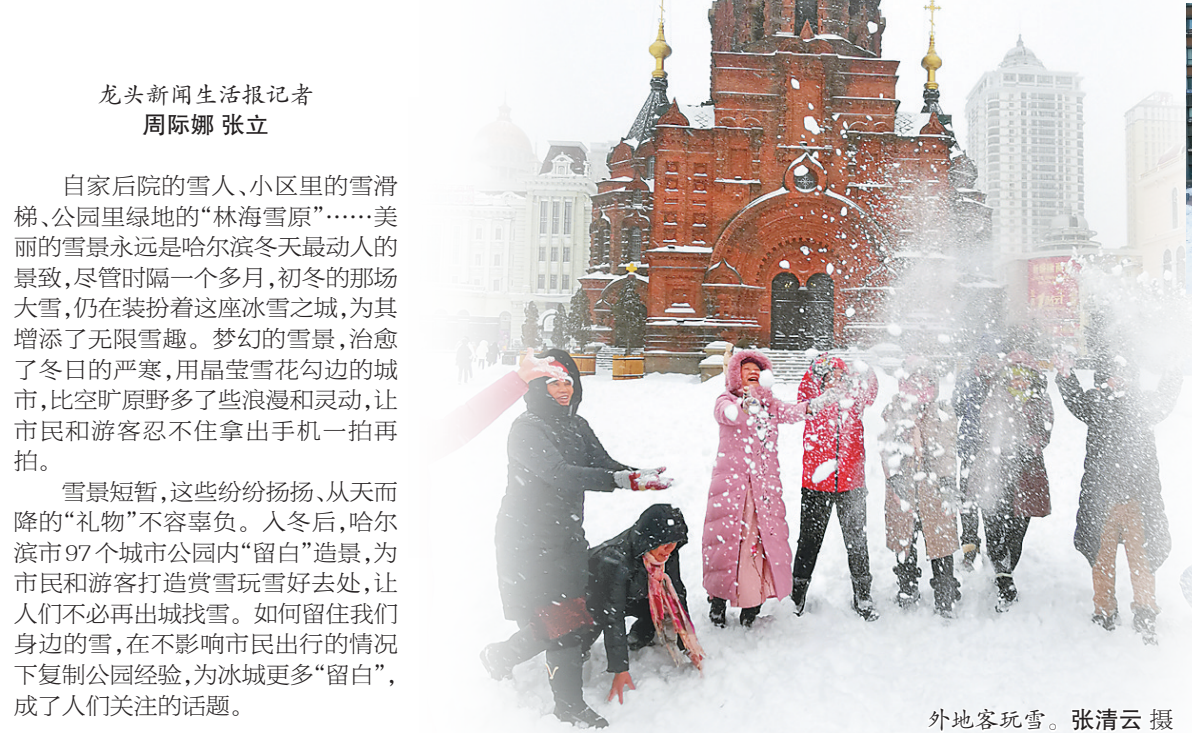 龙头新闻生活报记者
周际娜 张立
自家后院的雪人、小区里的雪滑
梯、公园里绿地的“林海雪原”……美
丽的雪景永远是哈尔滨冬天最动人的
景致,尽管时隔一个多月,初冬的那场
大雪,仍在装扮着这座冰雪之城,为其
增添了无限雪趣。梦幻的雪景,治愈
了冬日的严寒,用晶莹雪花勾边的城
市,比空旷原野多了些浪漫和灵动,让
市民和游客忍不住拿出手机一拍再
拍。
雪景短暂,这些纷纷扬扬、从天而
降的“礼物”不容辜负。入冬后,哈尔
滨市97个城市公园内“留白”造景,为
市民和游客打造赏雪玩雪好去处,让
人们不必再出城找雪。如何留住我们
身边的雪,在不影响市民出行的情况
下复制公园经验,为冰城更多“留白”,
成了人们关注的话题。
外地客玩雪。张清云 摄